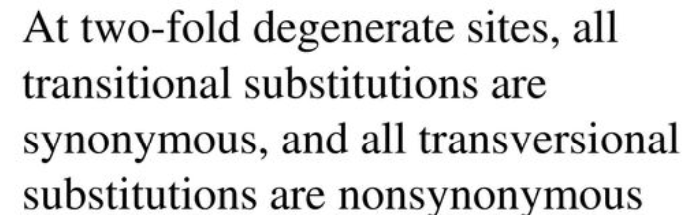 At two-fold degenerate sites, all
transitional substitutions are
synonymous, and all transversional
substitutions are nonsynonymous